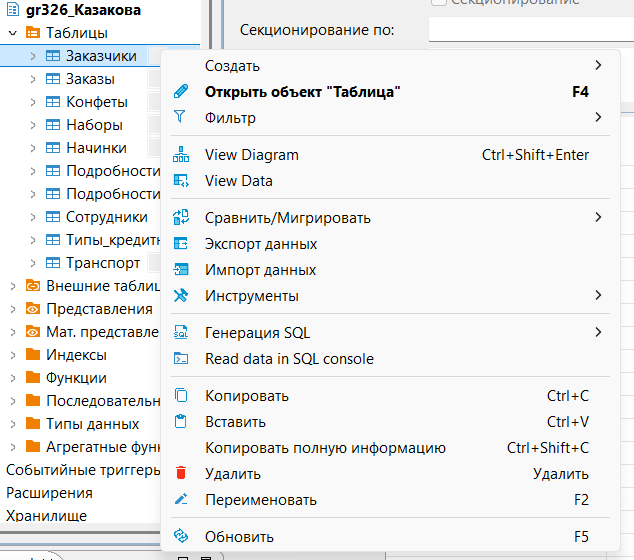 gr326_Казакова
Секционирование
Таблицы
Секционирование по:
Заказчики
Заказы
Конфеты
Наборы
Начинки
Подробности
Подробности
Сотрудники
Типы_кредитн
Транспорт
Внешние таблиц
Представления
Мат. представле
Индексы
Функции
Последовательн
Типы данных
Агрегатные фун
Событийные триггеры
Расширения
Хранилище
Создать
Открыть объект "Таблица" F4
Фильтр
View Diagram Ctrl+Shift+Enter
View Data
Сравнить/Мигрировать
Экспорт данных
Импорт данных
Инструменты
Генерация SQL
Read data in SQL console
Копировать Ctrl+C
Вставить Ctrl+V
Копировать полную информацию Ctrl+Shift+C
Удалить Удалить
Переименовать F2
Обновить F5